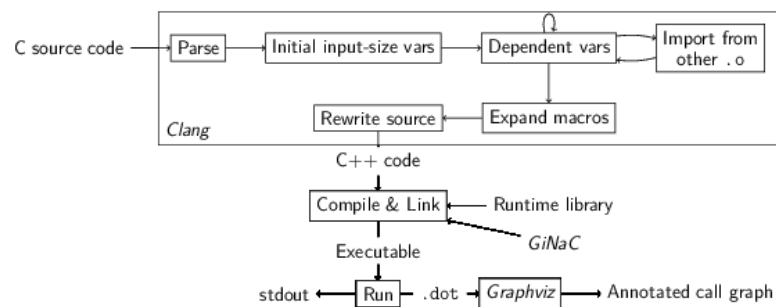 C source code
Parse
Initial input-size vars
Dependent vars
Import from
other .o
Rewrite source
Expand macros
Clang
C++ code
Compile & Link
Runtime library
GiNaC
Executable
stdout
Run
.dot
Graphviz
Annotated call graph